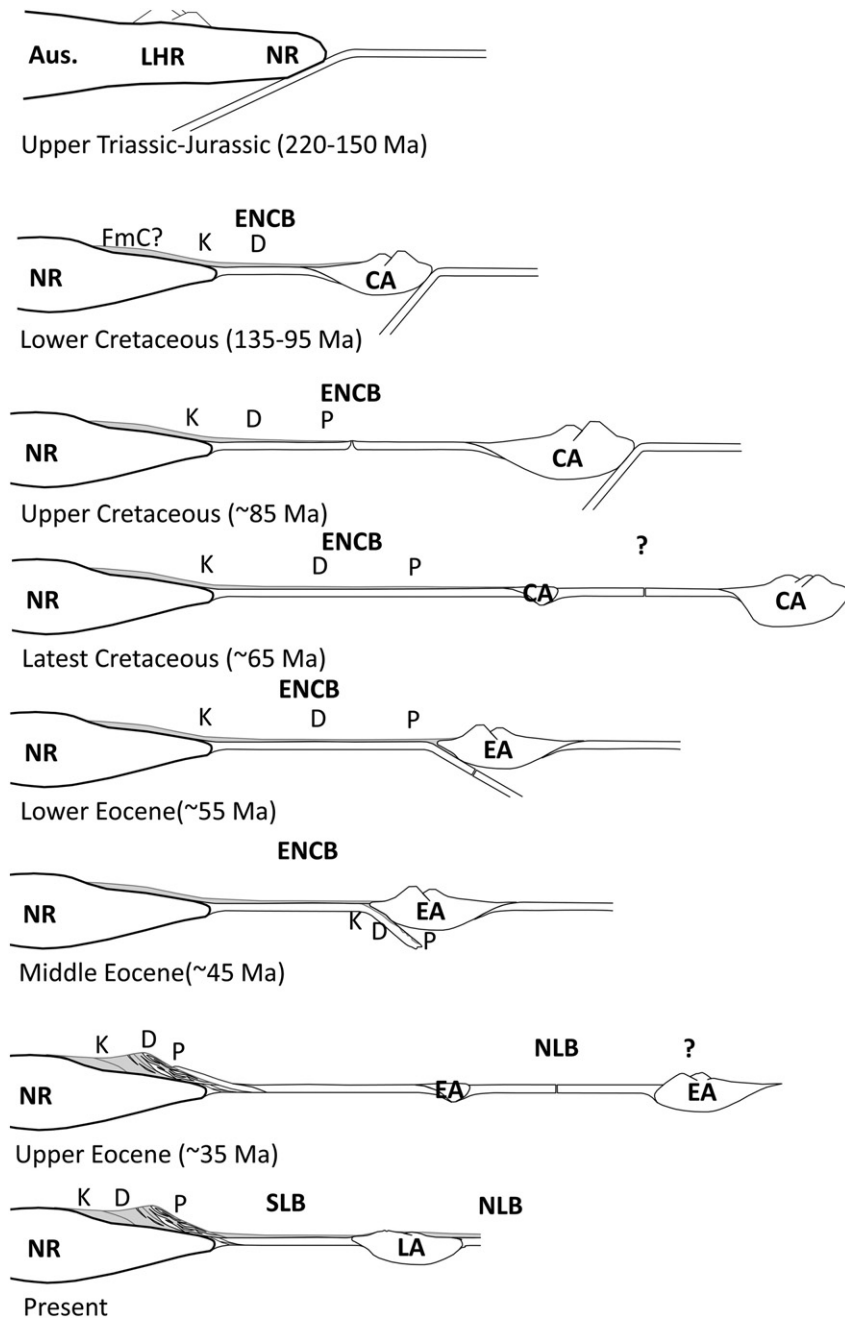 Aus. LHR NR
Upper Triassic-Jurassic (220-150 Ma)
ENCB
FmC? K D
NR CA
Lower Cretaceous (135-95 Ma)
ENCB
K D P
NR CA
Upper Cretaceous (~85 Ma)
ENCB ?
K D P
NR CA CA
Latest Cretaceous (~65 Ma)
ENCB
K D P
NR EA
Lower Eocene(~55 Ma)
ENCB
NR EA
K D P
Middle Eocene(~45 Ma)
K D P NLB ?
NR EA EA
Upper Eocene (~35 Ma)
K D P SLB NLB
NR LA
Present